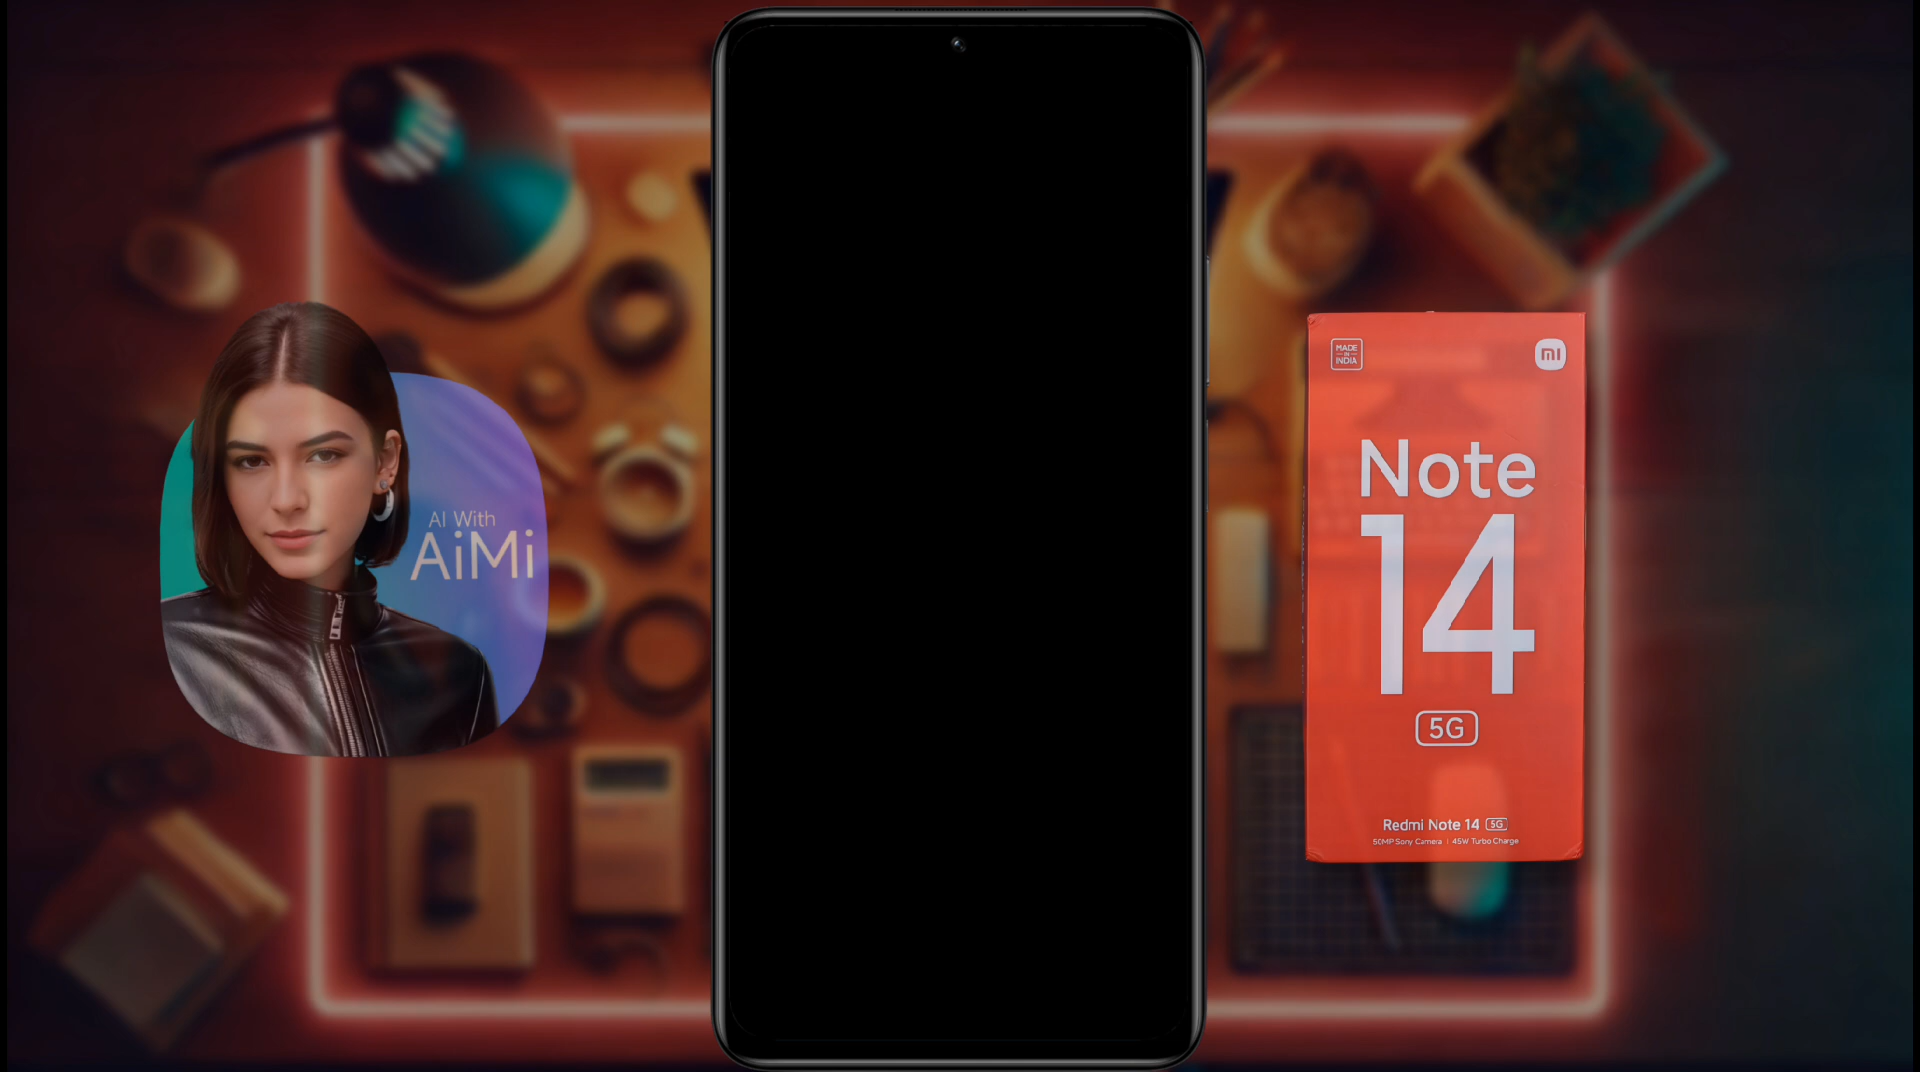 AI With
AiMi
MADE
IN
INDIA
mi
Note
14
5G
Redmi Note 14 5G
50MP Sony Camera | 45W Turbo Charge